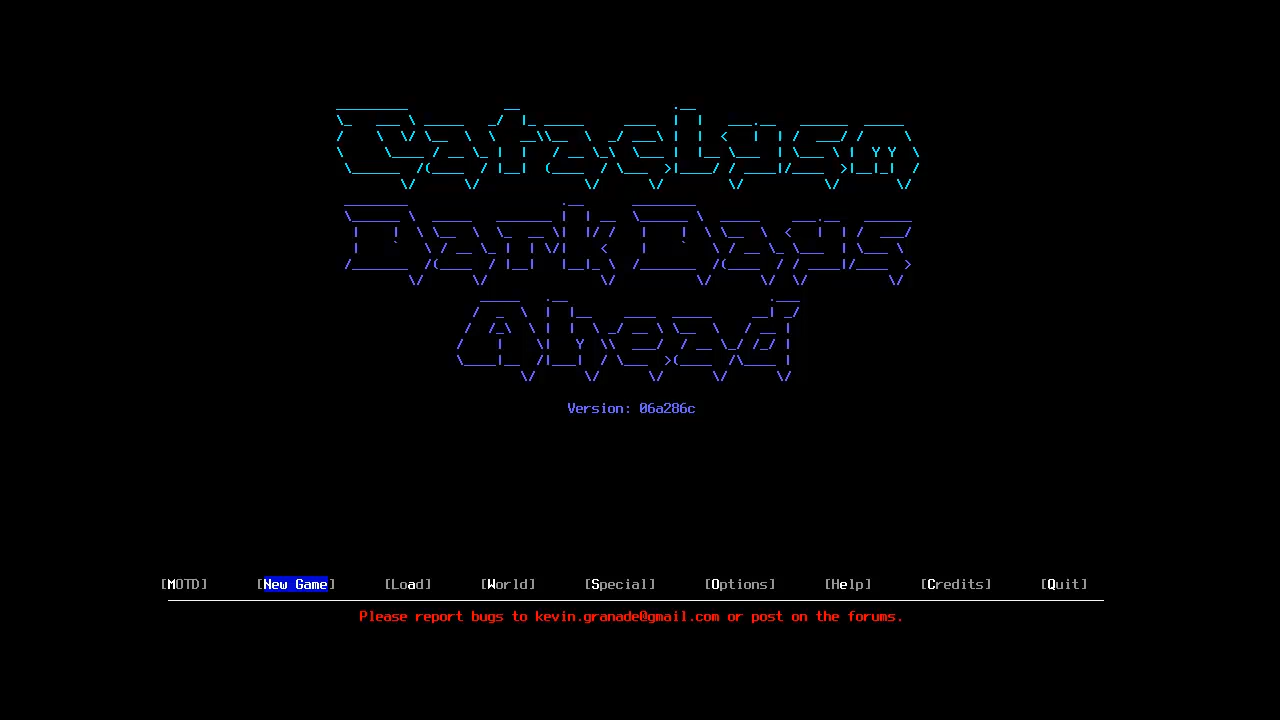 Cataclysm
Dark Days
Ahead
Version: 06a286c
[MOTD] [New Game] [Load] [World] [Special] [Options] [Help] [Credits] [Quit]
Please report bugs to kevin.granade@gmail.com or post on the forums.